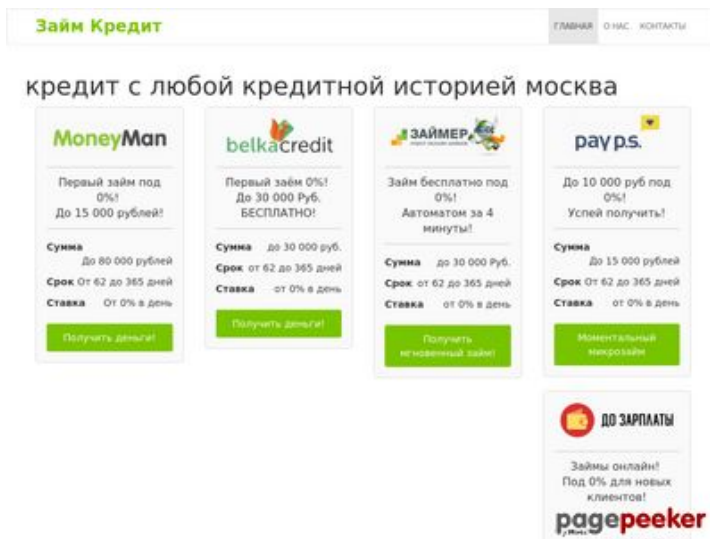 Займ Кредит
ГЛАВНАЯ О НАС. КОНТАКТЫ
кредит с любой кредитной историей москва
MoneyMan
Первый займ под
0%!
До 15 000 рублей!
Сумма
До 80 000 рублей
Срок От 62 до 365 дней
Ставка От 0% в день
Получить деньги!
belkacredit
Первый заём 0%!
До 30 000 Руб.
БЕСПЛАТНО!
Сумма до 30 000 руб.
Срок от 62 до 365 дней
Ставка от 0% в день
Получить деньги!
ЗАЙМЕР
Займ бесплатно под
0%!
Автоматом за 4
минуты!
Сумма до 30 000 Руб.
Срок от 62 до 365 дней
Ставка от 0% в день
Получить
мгновенный займ!
pay p.s.
До 10 000 руб под
0%!
Успей получить!
Сумма
До 15 000 рублей
Срок От 62 до 365 дней
Ставка от 0% в день
Моментальный
микрозайм
ДО ЗАРПЛАТЫ
Займы онлайн!
Под 0% для новых
клиентов!
pagepeeker